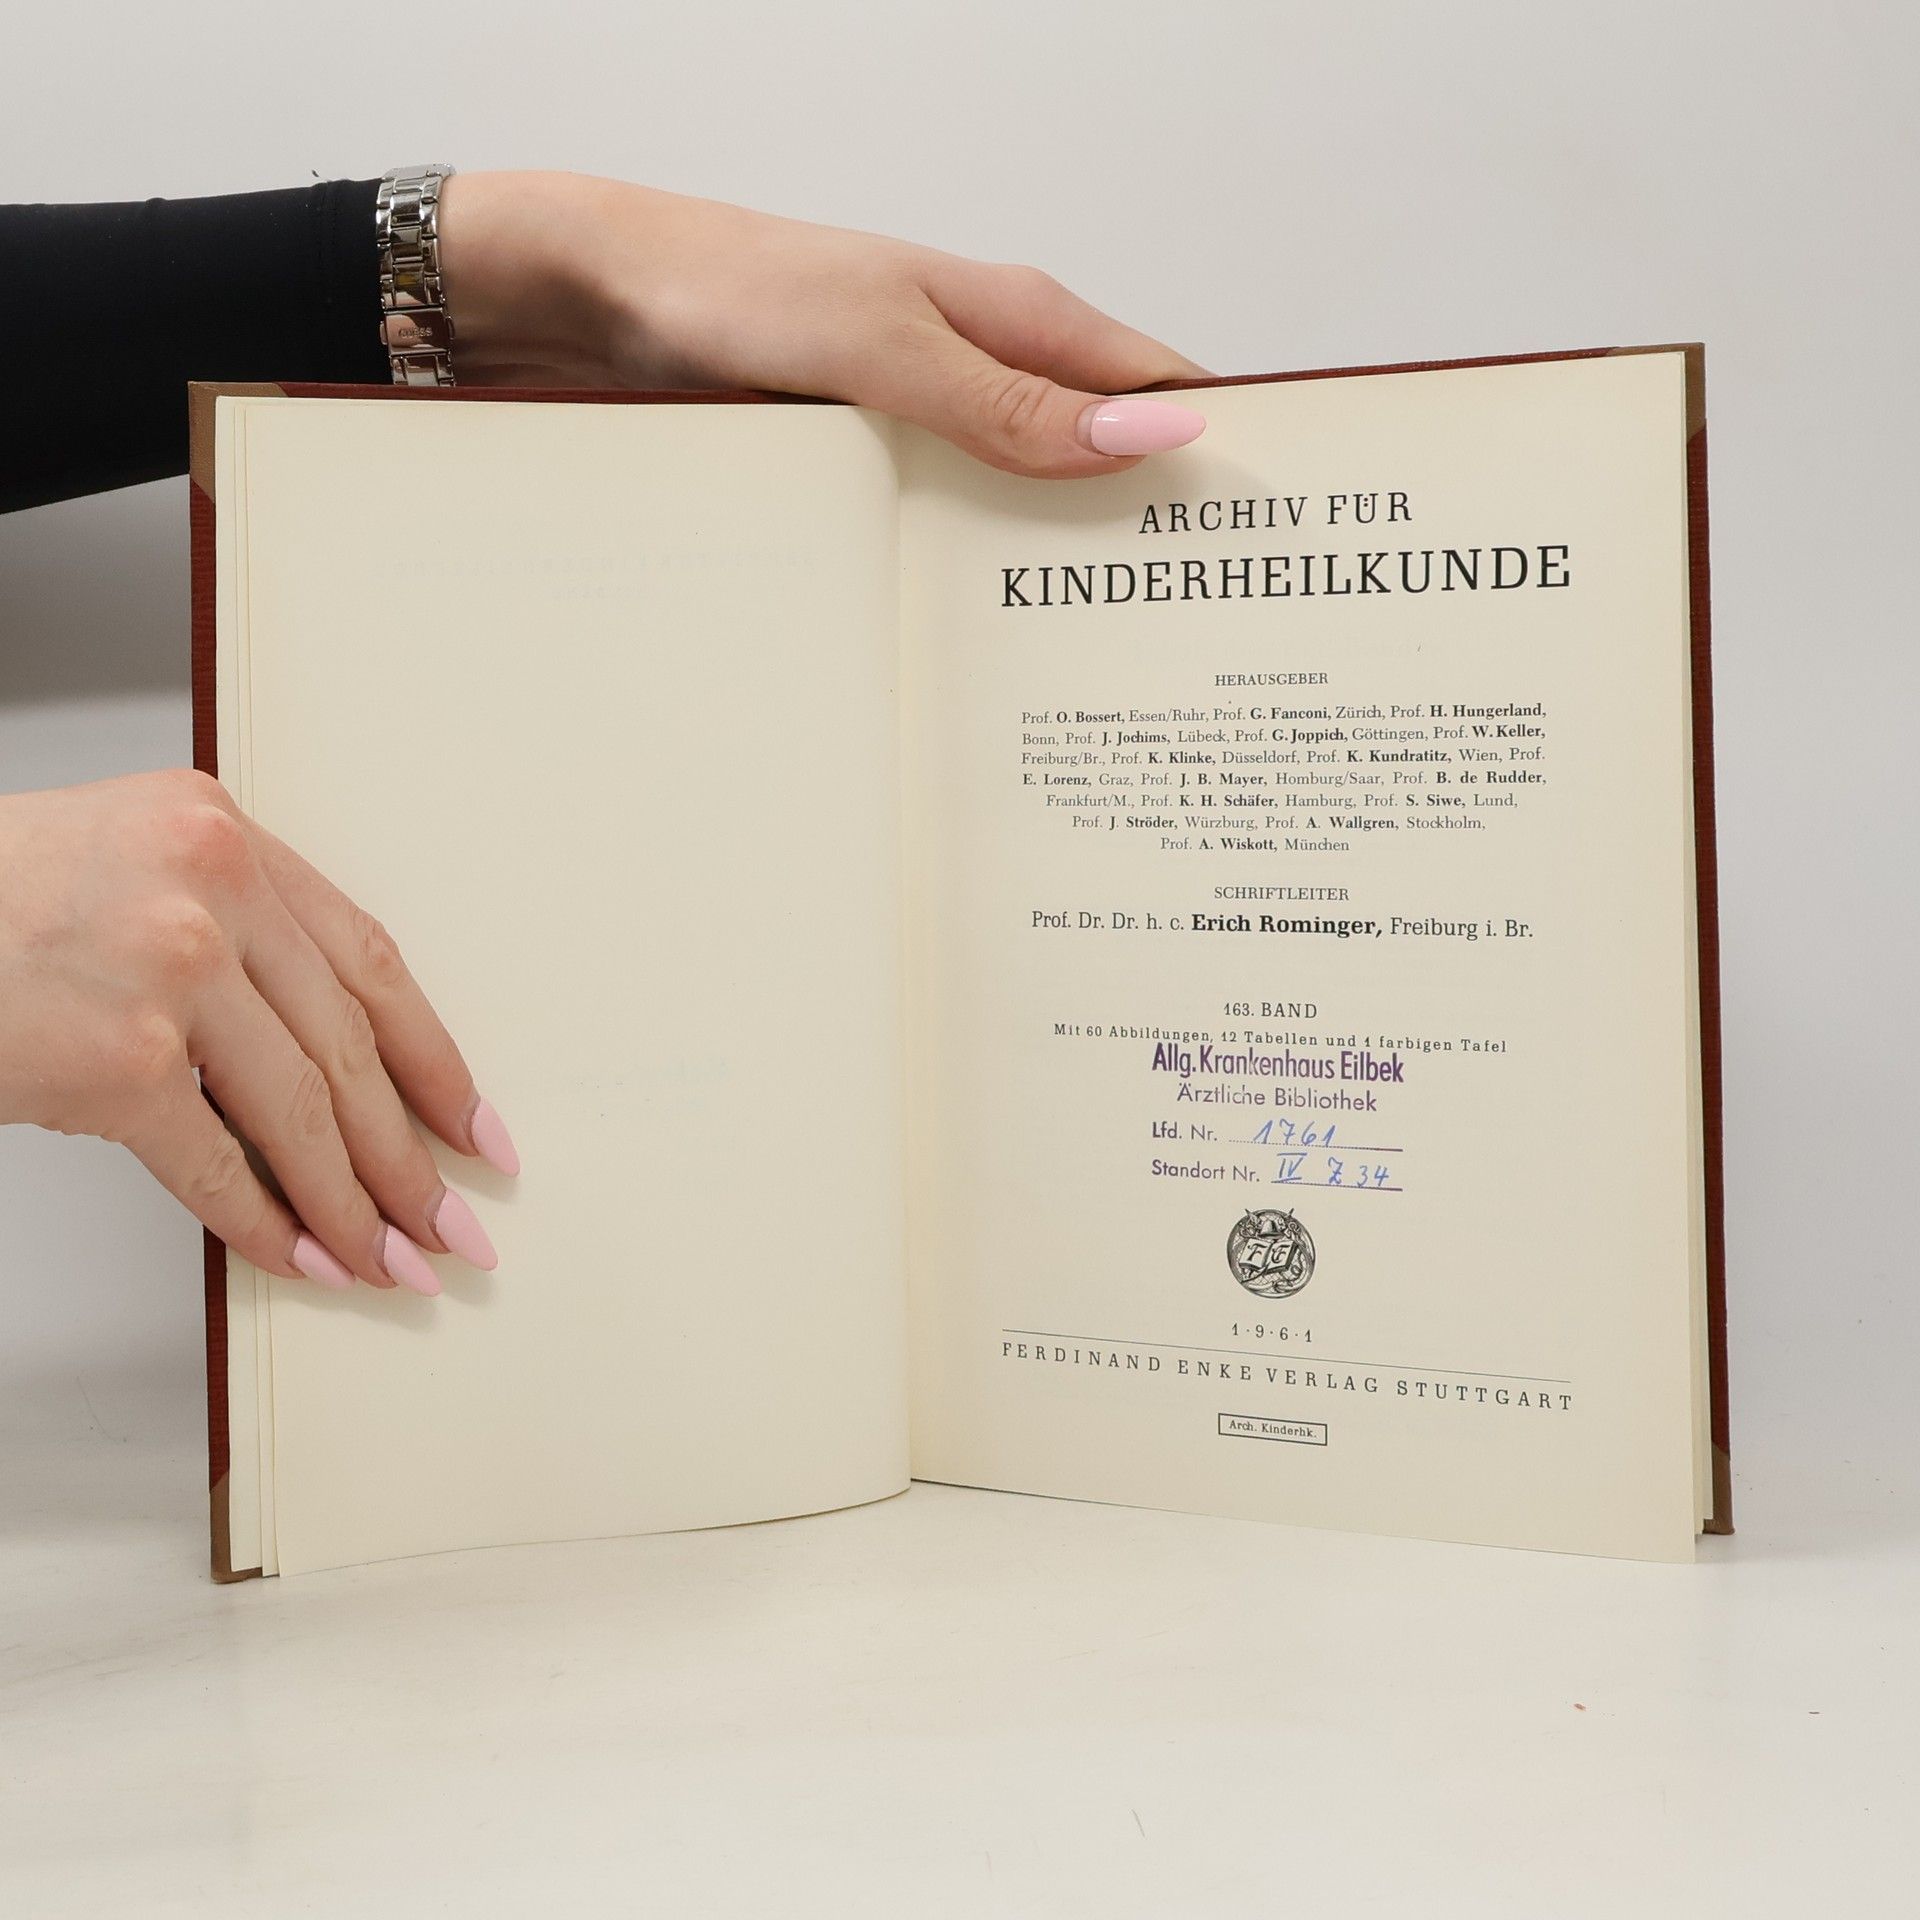 GUESS
ARCHIV FÜR
KINDERHEILKUNDE
HERAUSGEBER
Prof. O. Bossert, Essen/Ruhr, Prof. G. Fanconi, Zürich, Prof. H. Hungerland,
Bonn, Prof. J. Jochims, Lübeck, Prof. G. Joppich, Göttingen, Prof. W. Keller,
Freiburg/Br., Prof. K. Klinke, Düsseldorf, Prof. K. Kundratitz, Wien, Prof.
E. Lorenz, Graz, Prof. J. B. Mayer, Homburg/Saar, Prof. B. de Rudder,
Frankfurt/M., Prof. K. H. Schäfer, Hamburg, Prof. S. Siwe, Lund,
Prof. J. Ströder, Würzburg, Prof. A. Wallgren, Stockholm,
Prof. A. Wiskott, München
SCHRIFTLEITER
Prof. Dr. Dr. h. c. Erich Rominger, Freiburg i. Br.
163. BAND
Mit 60 Abbildungen, 12 Tabellen und 1 farbigen Tafel
Allg. Krankenhaus Eilbek
Ärztliche Bibliothek
Lfd. Nr. 1761
Standort Nr. IV Z 34
F E
1·9·6·1
FERDINAND ENKE VERLAG STUTTGART
Arch. Kinderhk.